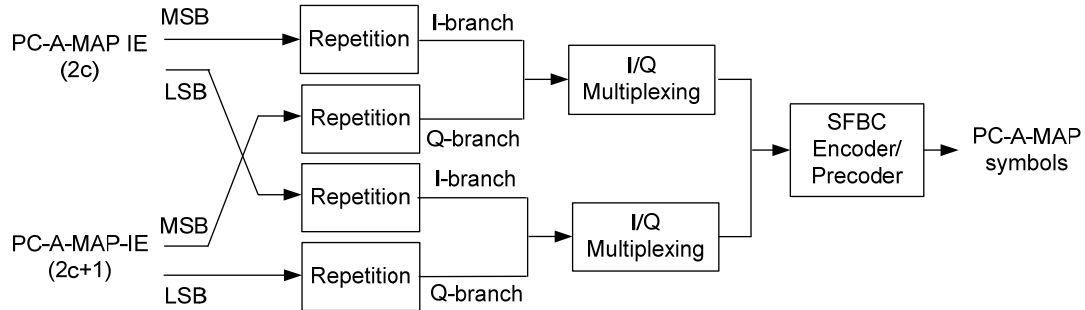 MSB
PC-A-MAP IE
(2c)
LSB
Repetition
I-branch
Repetition
Q-branch
I/Q
Multiplexing
Repetition
I-branch
MSB
PC-A-MAP-IE
(2c+1)
LSB
Repetition
Q-branch
I/Q
Multiplexing
SFBC
Encoder/
Precoder
PC-A-MAP
symbols